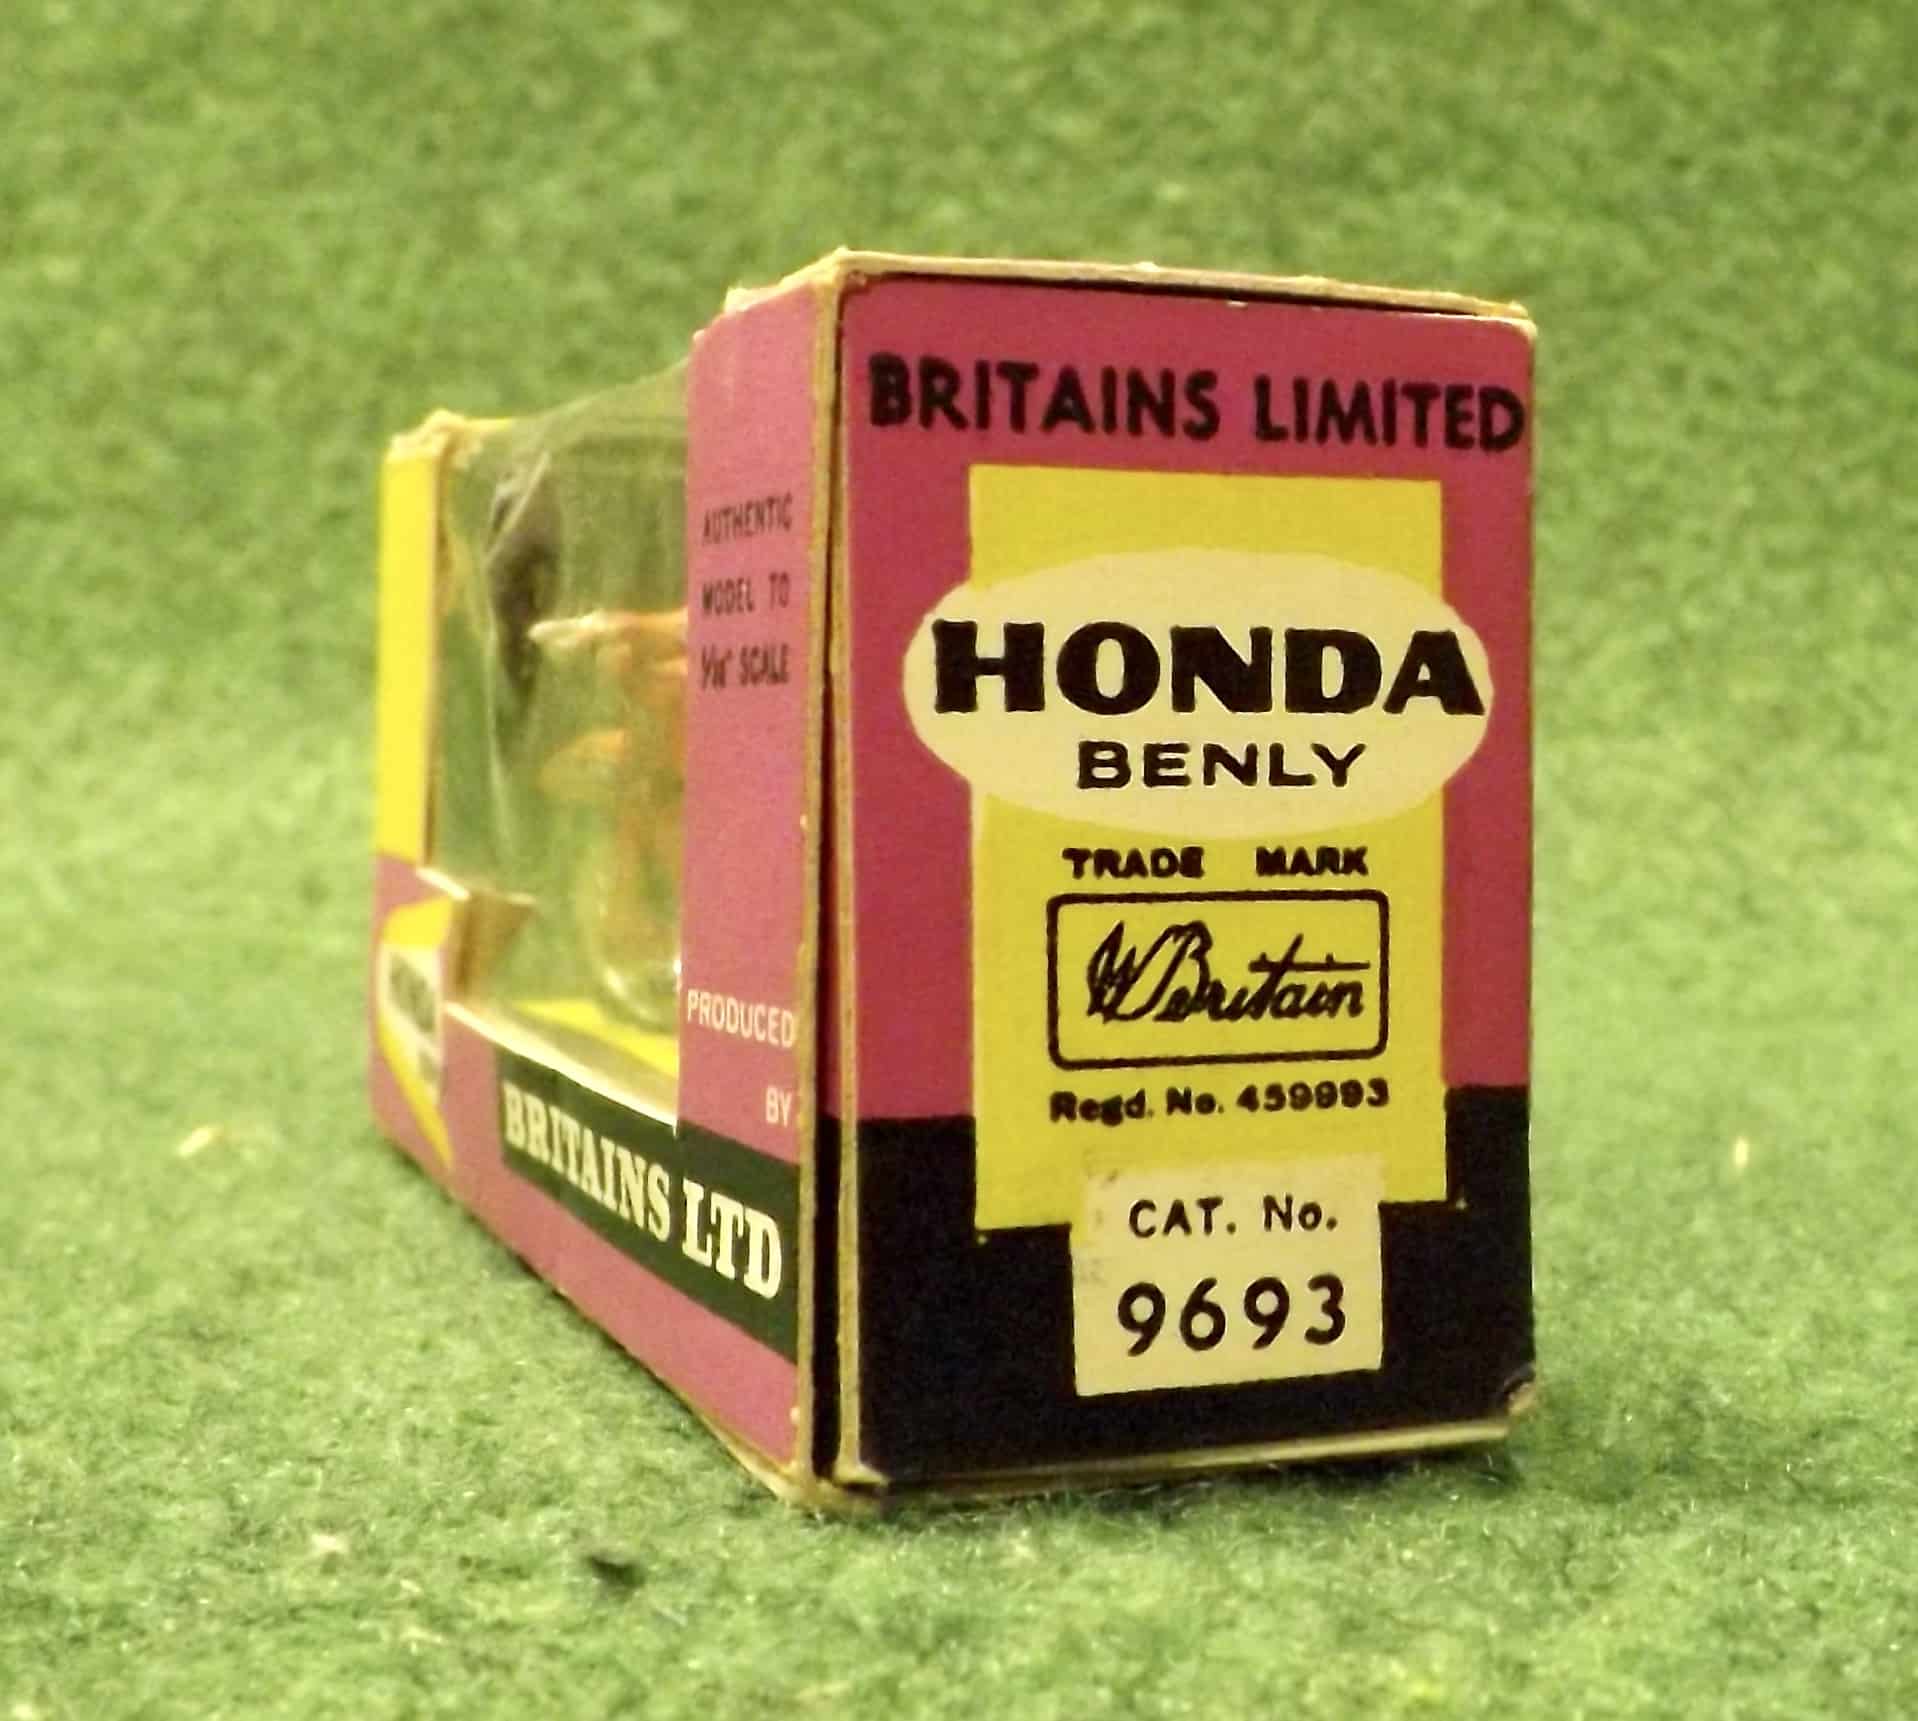 BRITAINS LIMITED
HONDA
BENLY
TRADE MARK
W Britain
Regd. No. 459993
CAT. No.
9693
AUTHENTIC
MODEL TO
SCALE
PRODUCED
BY
BRITAINS LTD